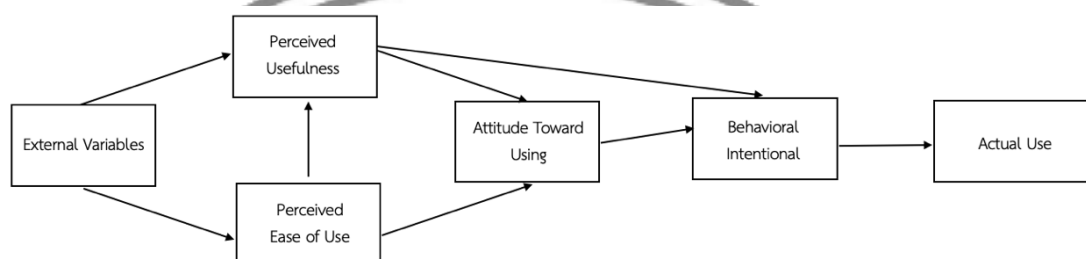 Perceived
Usefulness
External Variables
Perceived
Ease of Use
Attitude Toward
Using
Behavioral
Intentional
Actual Use